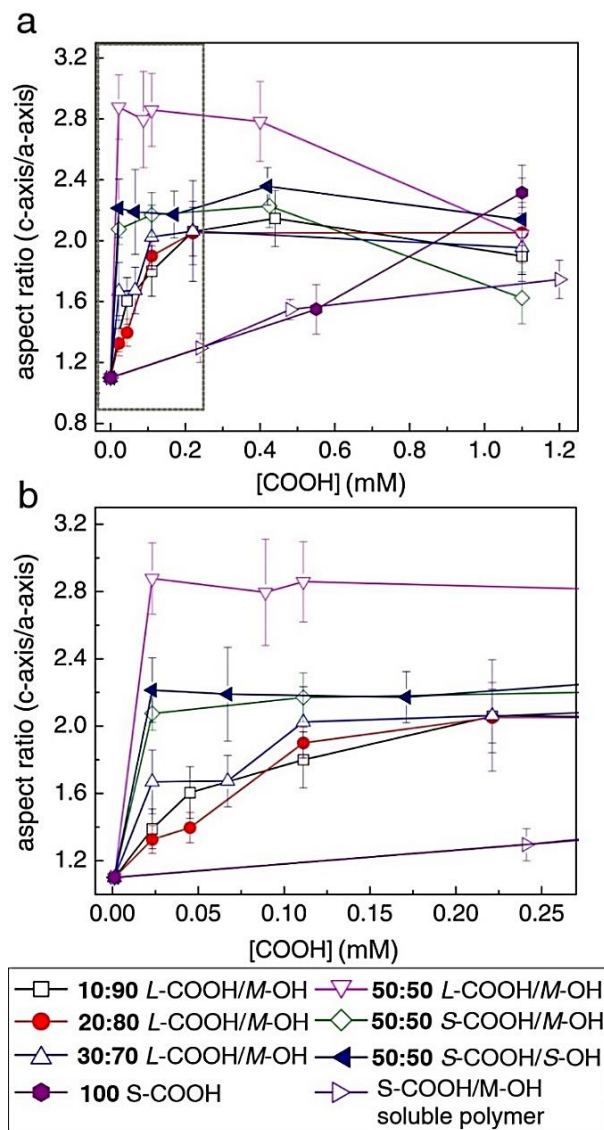 a
3.2
2.8
2.4
2.0
1.6
1.2
0.8
aspect ratio (c-axis/a-axis)
0.0 0.2 0.4 0.6 0.8 1.0 1.2
[COOH] (mM)
b
3.2
2.8
2.4
2.0
1.6
1.2
aspect ratio (c-axis/a-axis)
0.00 0.05 0.10 0.15 0.20 0.25
[COOH] (mM)
10:90 L-COOH/M-OH
20:80 L-COOH/M-OH
30:70 L-COOH/M-OH
100 S-COOH
50:50 L-COOH/M-OH
50:50 S-COOH/M-OH
50:50 S-COOH/S-OH
S-COOH/M-OH
soluble polymer